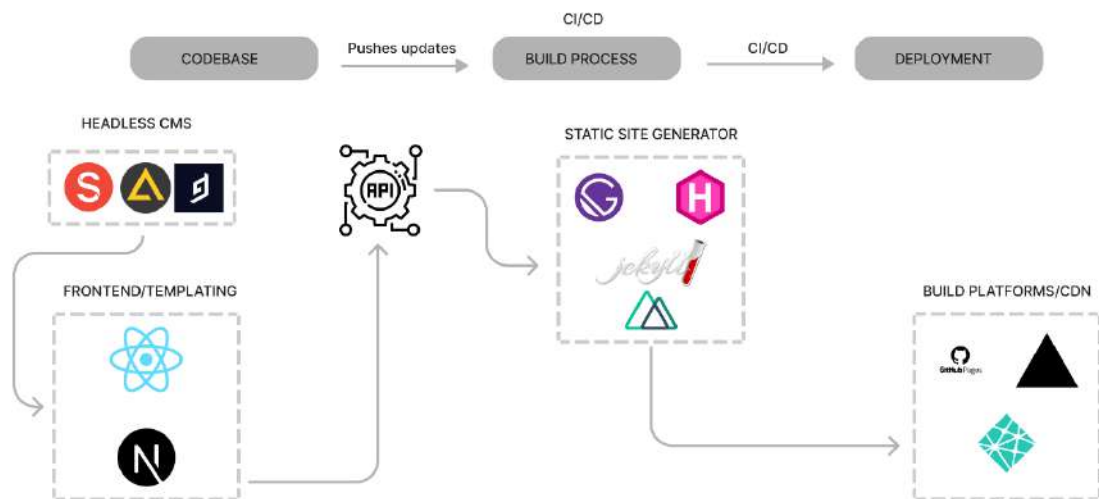 CI/CD
CODEBASE
Pushes updates
BUILD PROCESS
CI/CD
DEPLOYMENT
HEADLESS CMS
S
API
STATIC SITE GENERATOR
G
H
jekyll
FRONTEND/TEMPLATING
N
BUILD PLATFORMS/CDN
GitHub Pages